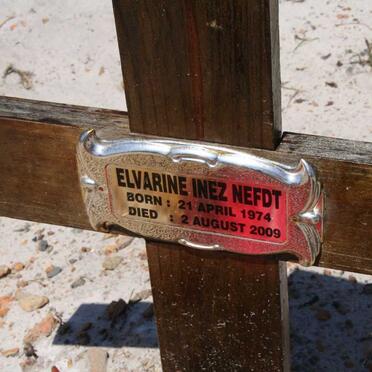 ELVARINE INEZ NEFDT
BORN : 21 APRIL 1974
DIED : 2 AUGUST 2009